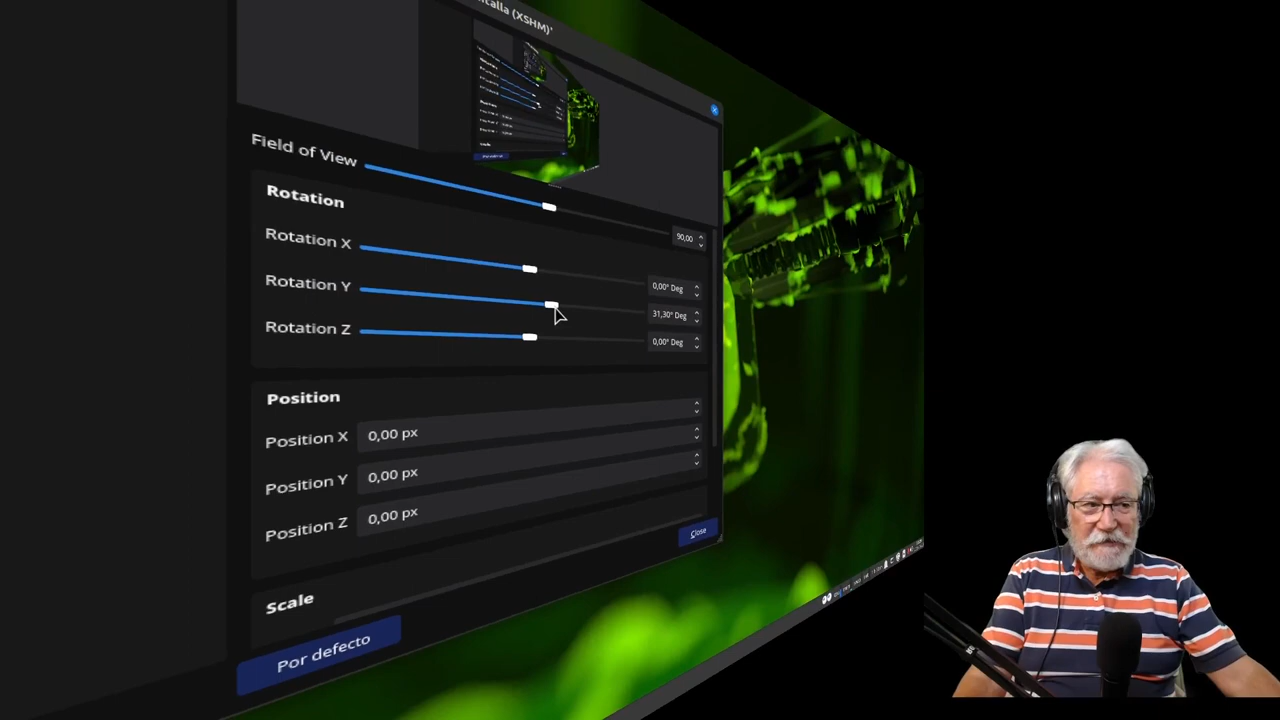 talla (XSHM)'
Field of View
90,00
Rotation
Rotation X
0,00° Deg
Rotation Y
31,30° Deg
Rotation Z
0,00° Deg
Position
Position X
0,00 px
Position Y
0,00 px
Position Z
0,00 px
Close
Scale
Por defecto